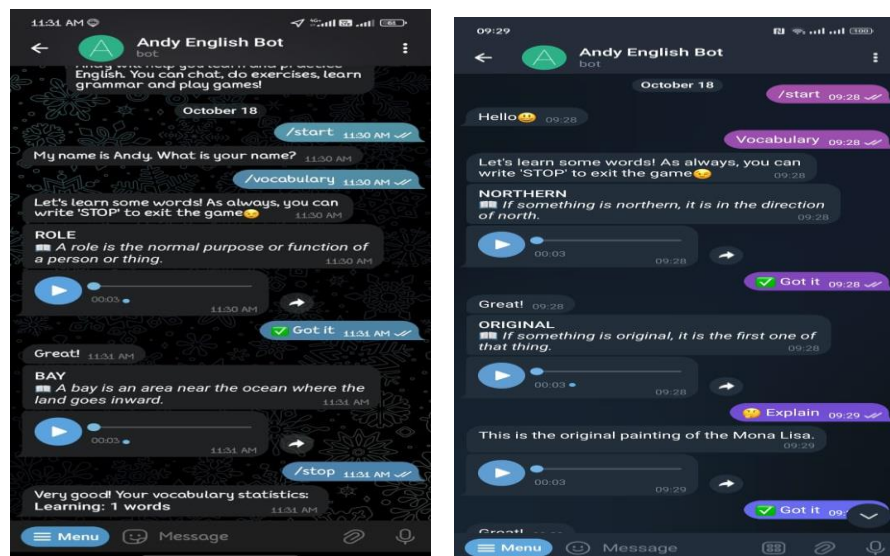 11:31 AM
Andy English Bot
bot
English. You can chat, do exercises, learn
grammar and play games!
October 18
/start 11:30 AM
My name is Andy. What is your name? 11:30 AM
/vocabulary 11:30 AM
Let's learn some words! As always, you can
write 'STOP' to exit the game 11:30 AM
ROLE
A role is the normal purpose or function of
a person or thing. 11:30 AM
00:03
11:30 AM
Got it 11:31 AM
Great! 11:31 AM
BAY
A bay is an area near the ocean where the
land goes inward. 11:31 AM
00:03
11:31 AM
/stop 11:31 AM
Very good! Your vocabulary statistics:
Learning: 1 words 11:31 AM
Menu Message
09:29
Andy English Bot
bot
October 18
/start 09:28
Hello 09:28
Vocabulary 09:28
Let's learn some words! As always, you can
write 'STOP' to exit the game 09:28
NORTHERN
If something is northern, it is in the direction
of north. 09:28
00:03
09:28
Got it 09:28
Great! 09:28
ORIGINAL
If something is original, it is the first one of
that thing. 09:28
00:03
09:28
Explain 09:29
This is the original painting of the Mona Lisa.
09:29
00:03
09:29
Got it
Great!
Menu Message